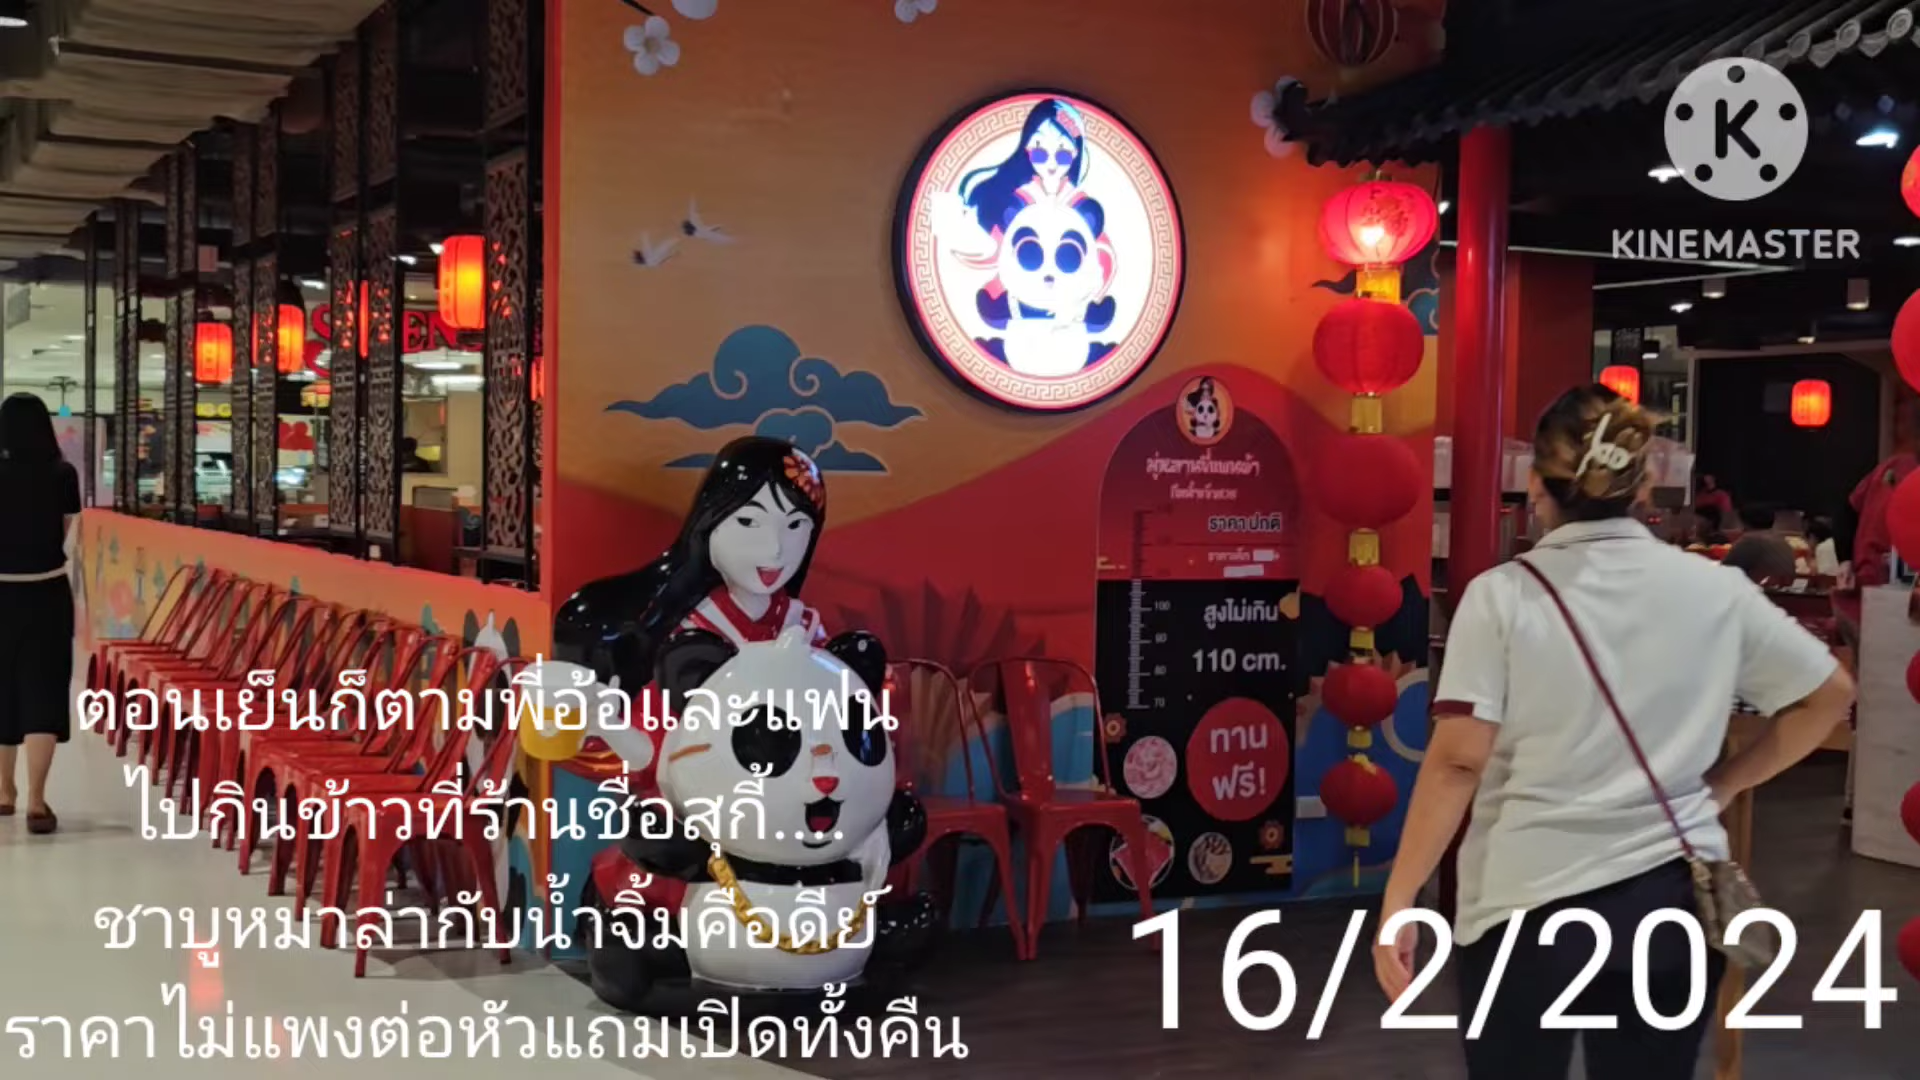 KINEMASTER
ราคาปกติ
สูงไม่เกิน
100
90
80
70
110 cm.
ทาน
ฟรี!
ตอนเย็นก็ตามพี่อ้อและแฟน
ไปกินข้าวที่ร้านชื่อสุกี้....
ชาบูหมาล่ากับน้ำจิ้มคือดีย์
ราคาไม่แพงต่อหัวแถมเปิดทั้งคืน
16/2/2024